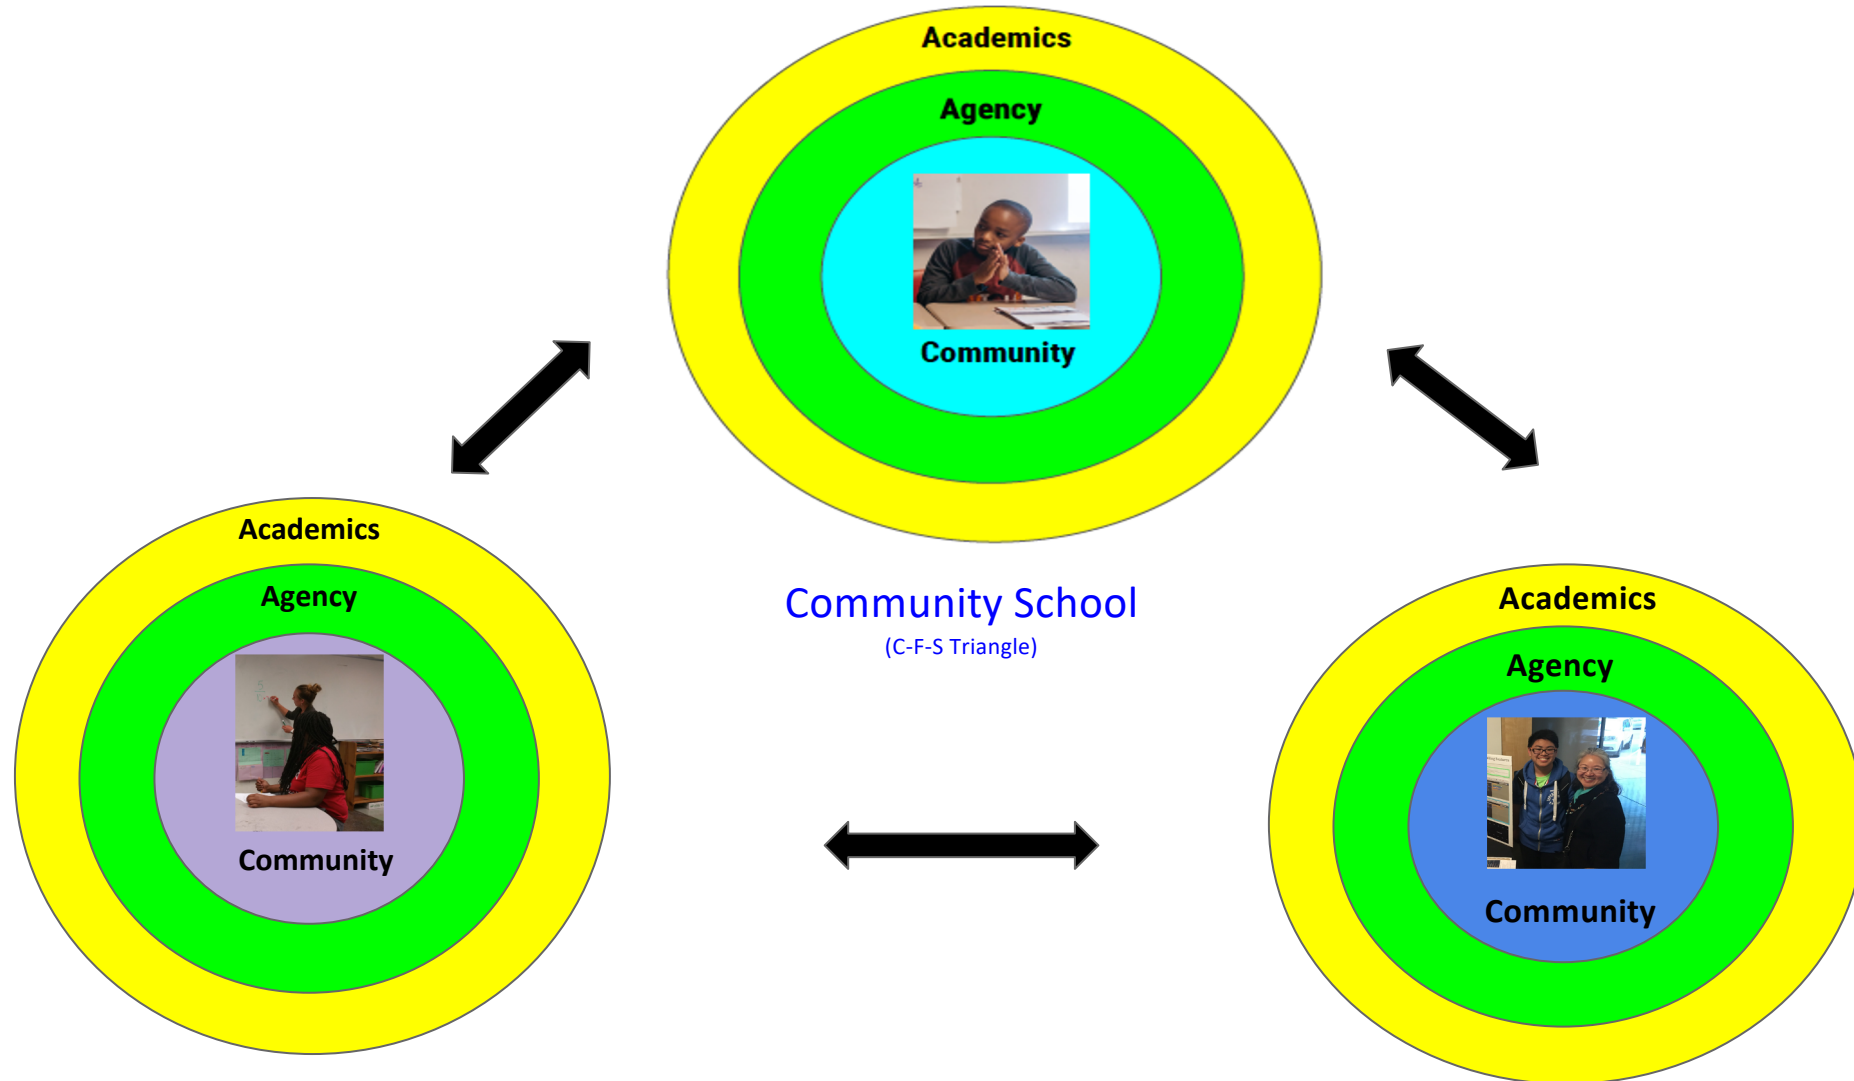 Academics
Agency
Community
Academics
Agency
Community
Community School
(C-F-S Triangle)
Academics
Agency
Community